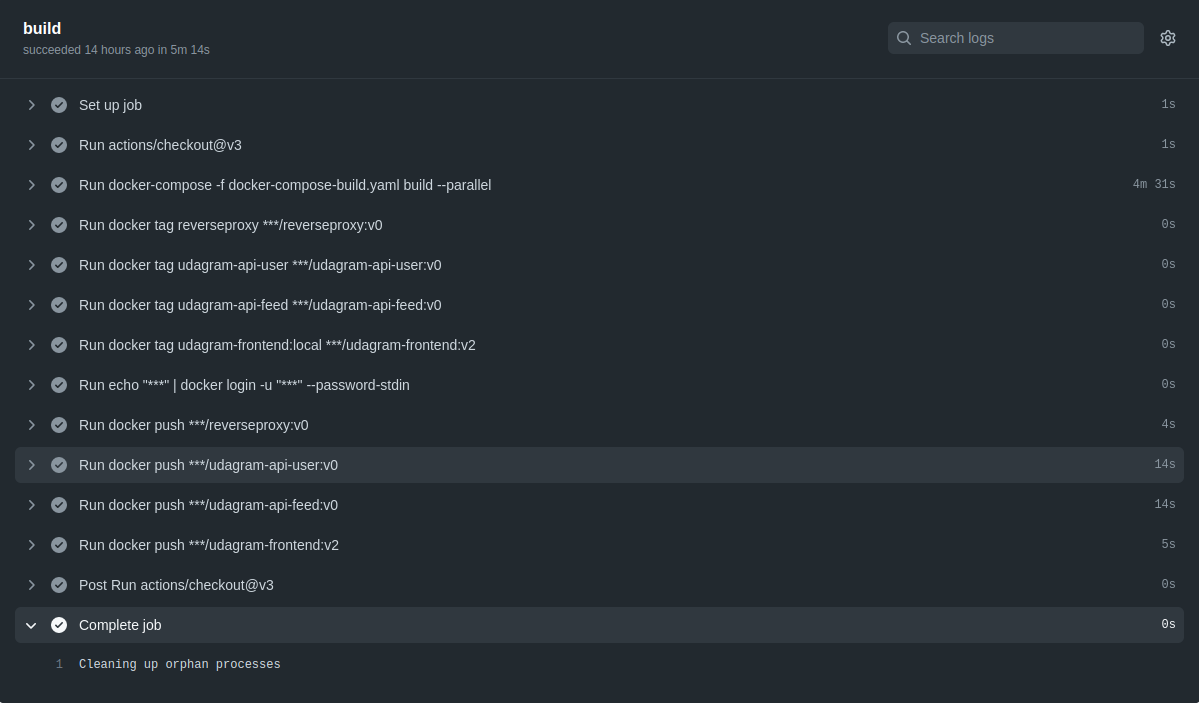 build
succeeded 14 hours ago in 5m 14s
Search logs
Set up job 1s
Run actions/checkout@v3 1s
Run docker-compose -f docker-compose-build.yaml build --parallel 4m 31s
Run docker tag reverseproxy ***/reverseproxy:v0 0s
Run docker tag udagram-api-user ***/udagram-api-user:v0 0s
Run docker tag udagram-api-feed ***/udagram-api-feed:v0 0s
Run docker tag udagram-frontend:local ***/udagram-frontend:v2 0s
Run echo "***" | docker login -u "***" --password-stdin 0s
Run docker push ***/reverseproxy:v0 4s
Run docker push ***/udagram-api-user:v0 14s
Run docker push ***/udagram-api-feed:v0 14s
Run docker push ***/udagram-frontend:v2 5s
Post Run actions/checkout@v3 0s
Complete job 0s
1 Cleaning up orphan processes